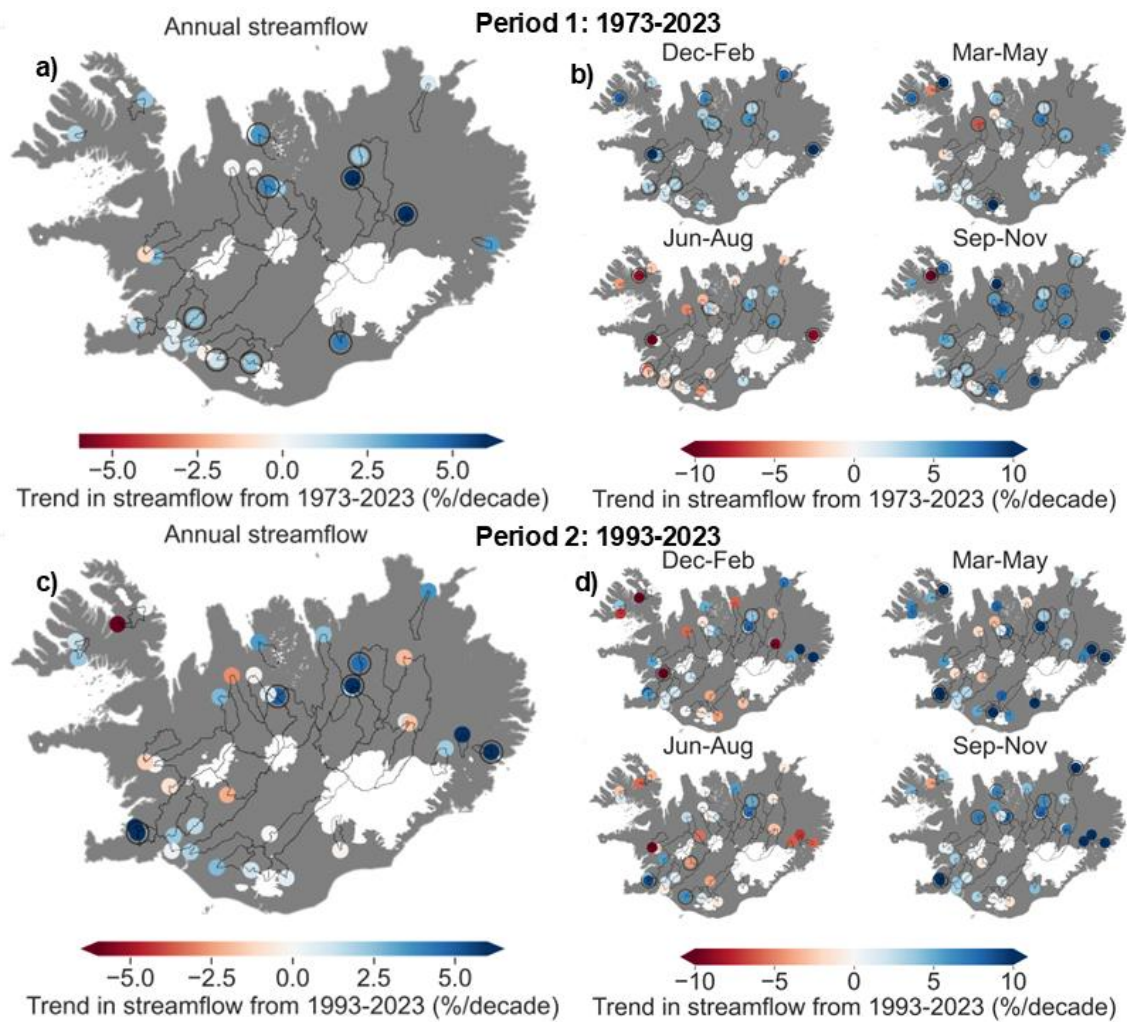 Period 1: 1973-2023
Annual streamflow
a)
b)
Dec-Feb
Mar-May
Jun-Aug
Sep-Nov
−5.0 −2.5 0.0 2.5 5.0
Trend in streamflow from 1973-2023 (%/decade)
−10 −5 0 5 10
Trend in streamflow from 1973-2023 (%/decade)
Period 2: 1993-2023
Annual streamflow
c)
d)
Dec-Feb
Mar-May
Jun-Aug
Sep-Nov
−5.0 −2.5 0.0 2.5 5.0
Trend in streamflow from 1993-2023 (%/decade)
−10 −5 0 5 10
Trend in streamflow from 1993-2023 (%/decade)